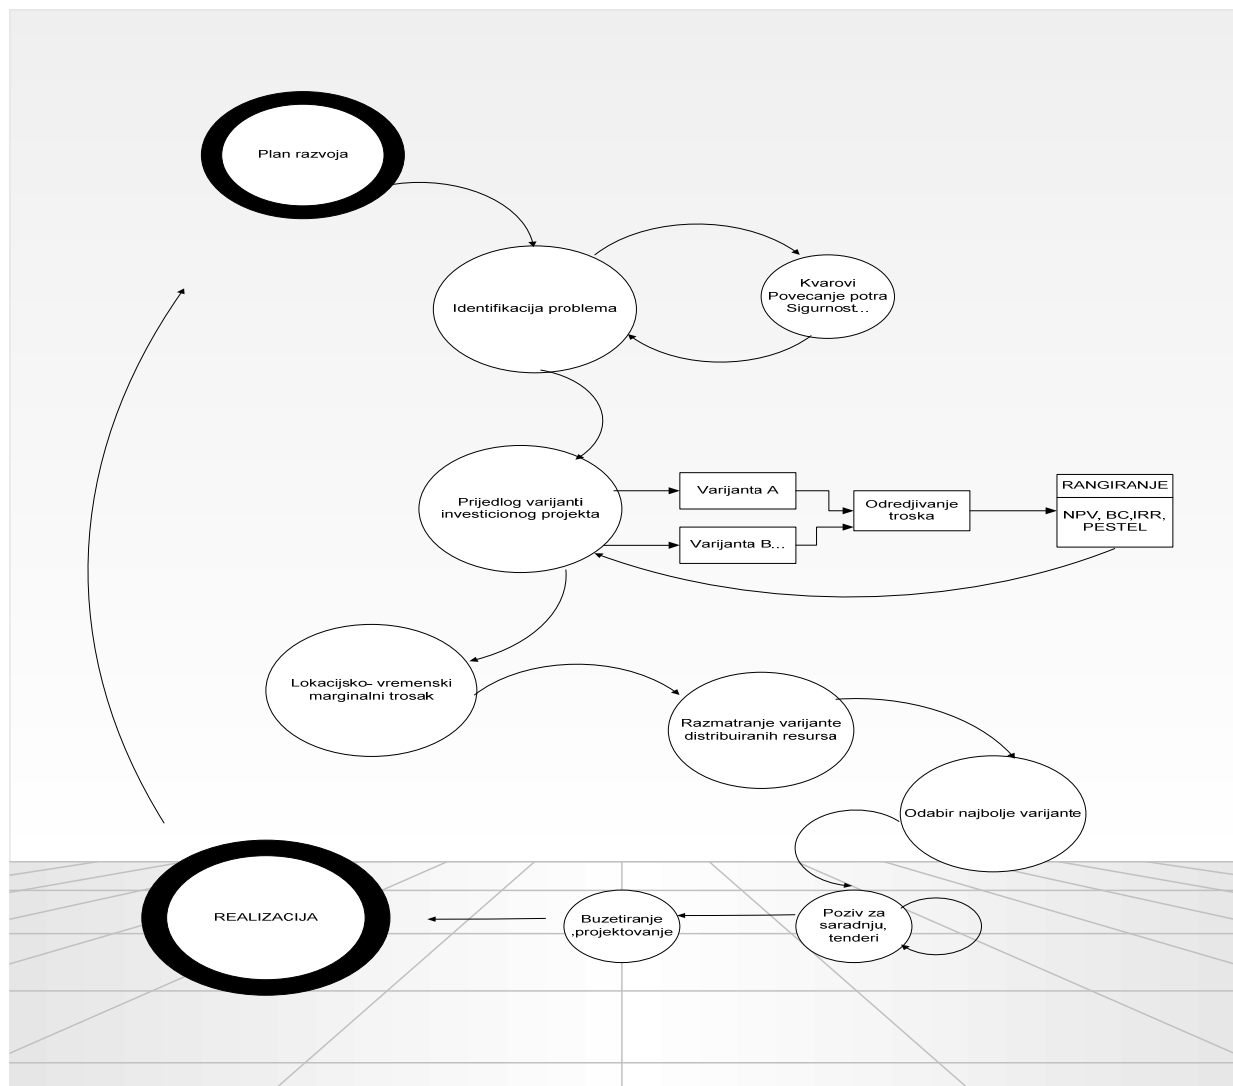 Plan razvoja
Identifikacija problema
Kvarovi
Povecanje potra
Sigurnost...
Prijedlog varijanti
investicionog projekta
Varijanta A
Varijanta B...
Odredjivanje
troska
RANGIRANJE
NPV, BC,IRR,
PESTEL
Lokacijsko- vremenski
marginalni trosak
Razmatranje varijante
distribuiranih resursa
Odabir najbolje varijante
Poziv za
saradnju,
tenderi
Buzetiranje
,projektovanje
REALIZACIJA